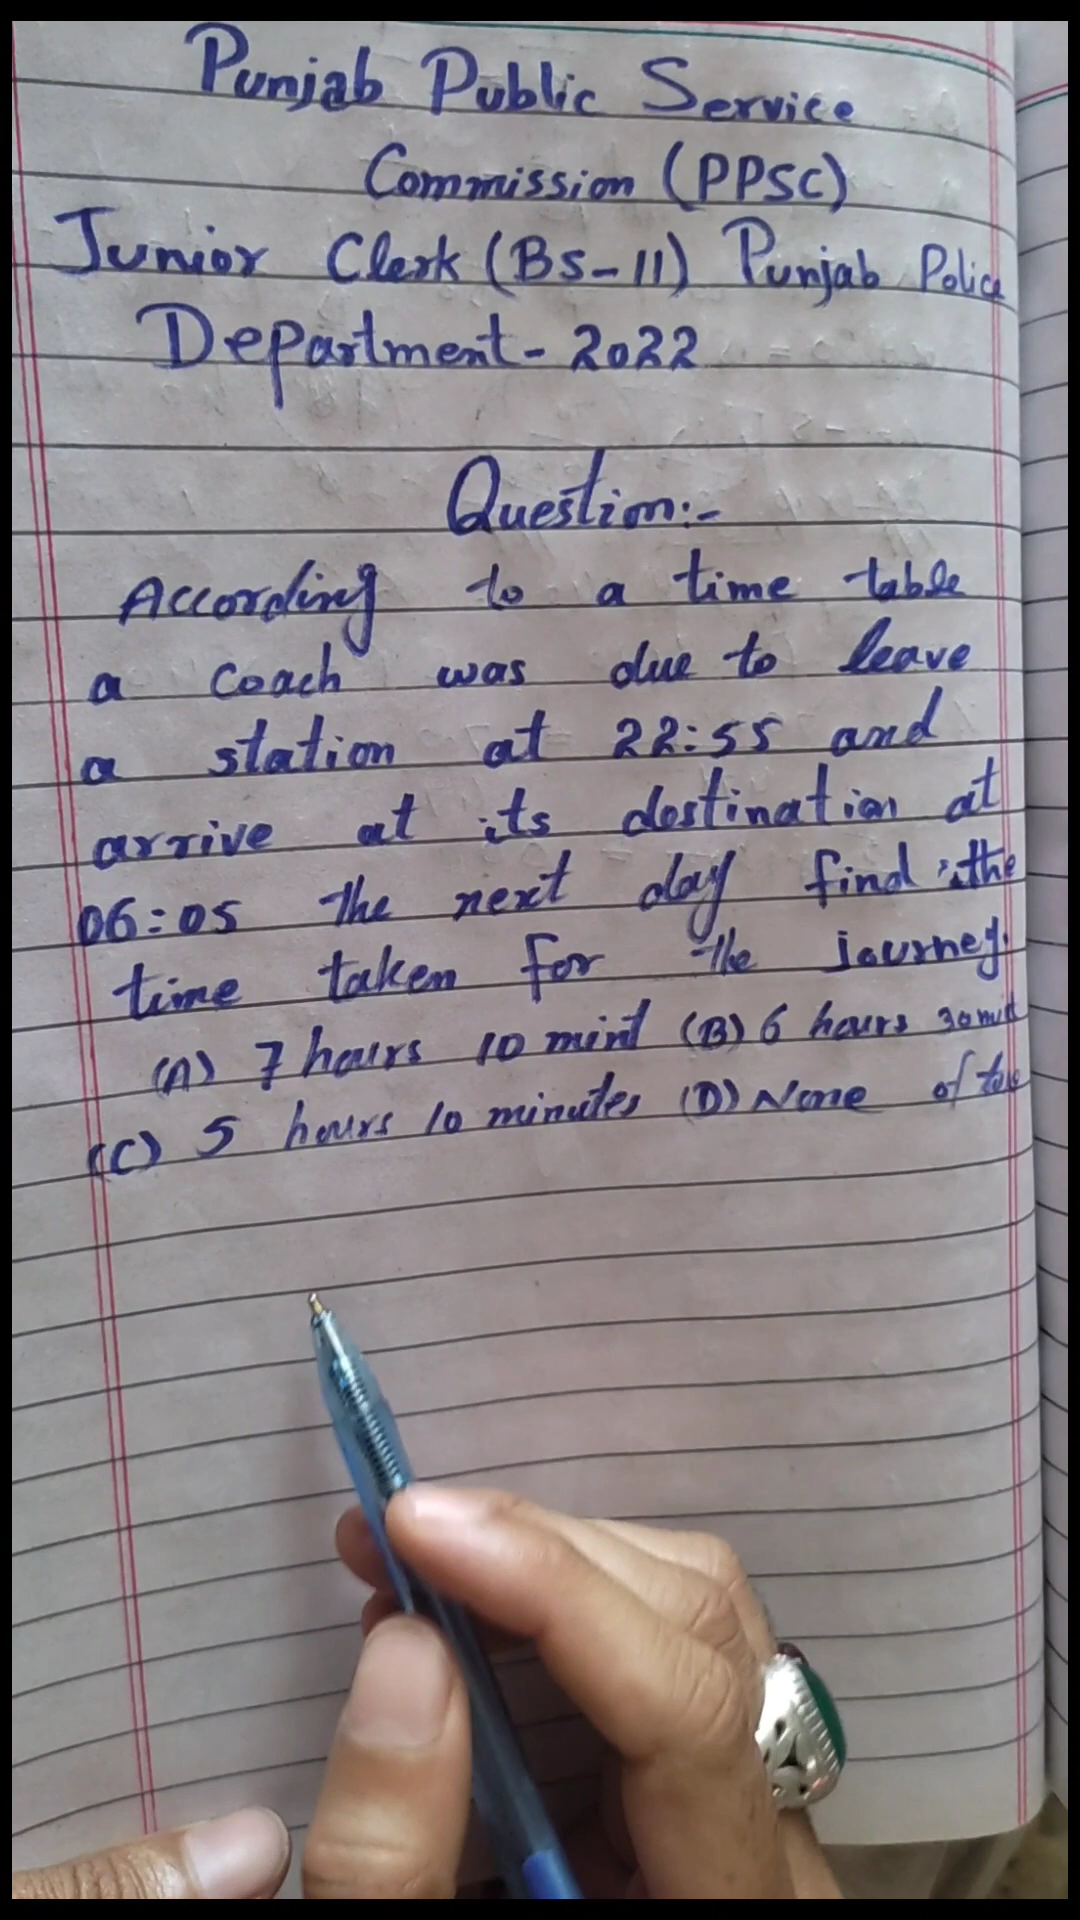 Punjab Public Service
Commission (PPSC)
Junior Clerk (BS-11) Punjab Police
Department - 2022
Question:-
According to a time table
a coach was due to leave
a station at 22:55 and
arrive at its destination at
06:05 the next day find the
time taken for the journey.
(A) 7 hours 10 mint (B) 6 hours 30 mint
(C) 5 hours 10 minutes (D) None of